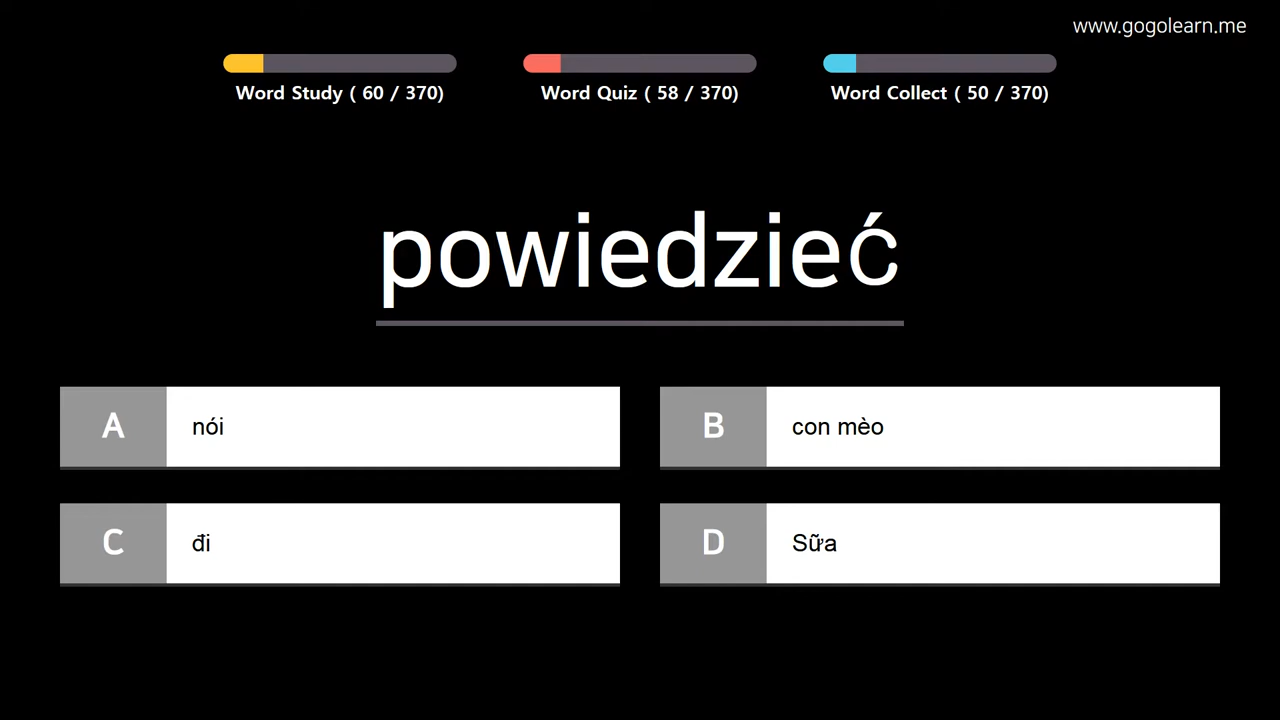 www.gogolearn.me
Word Study ( 60 / 370)
Word Quiz ( 58 / 370)
Word Collect ( 50 / 370)
powiedzieć
A nói
B con mèo
C đi
D Sữa